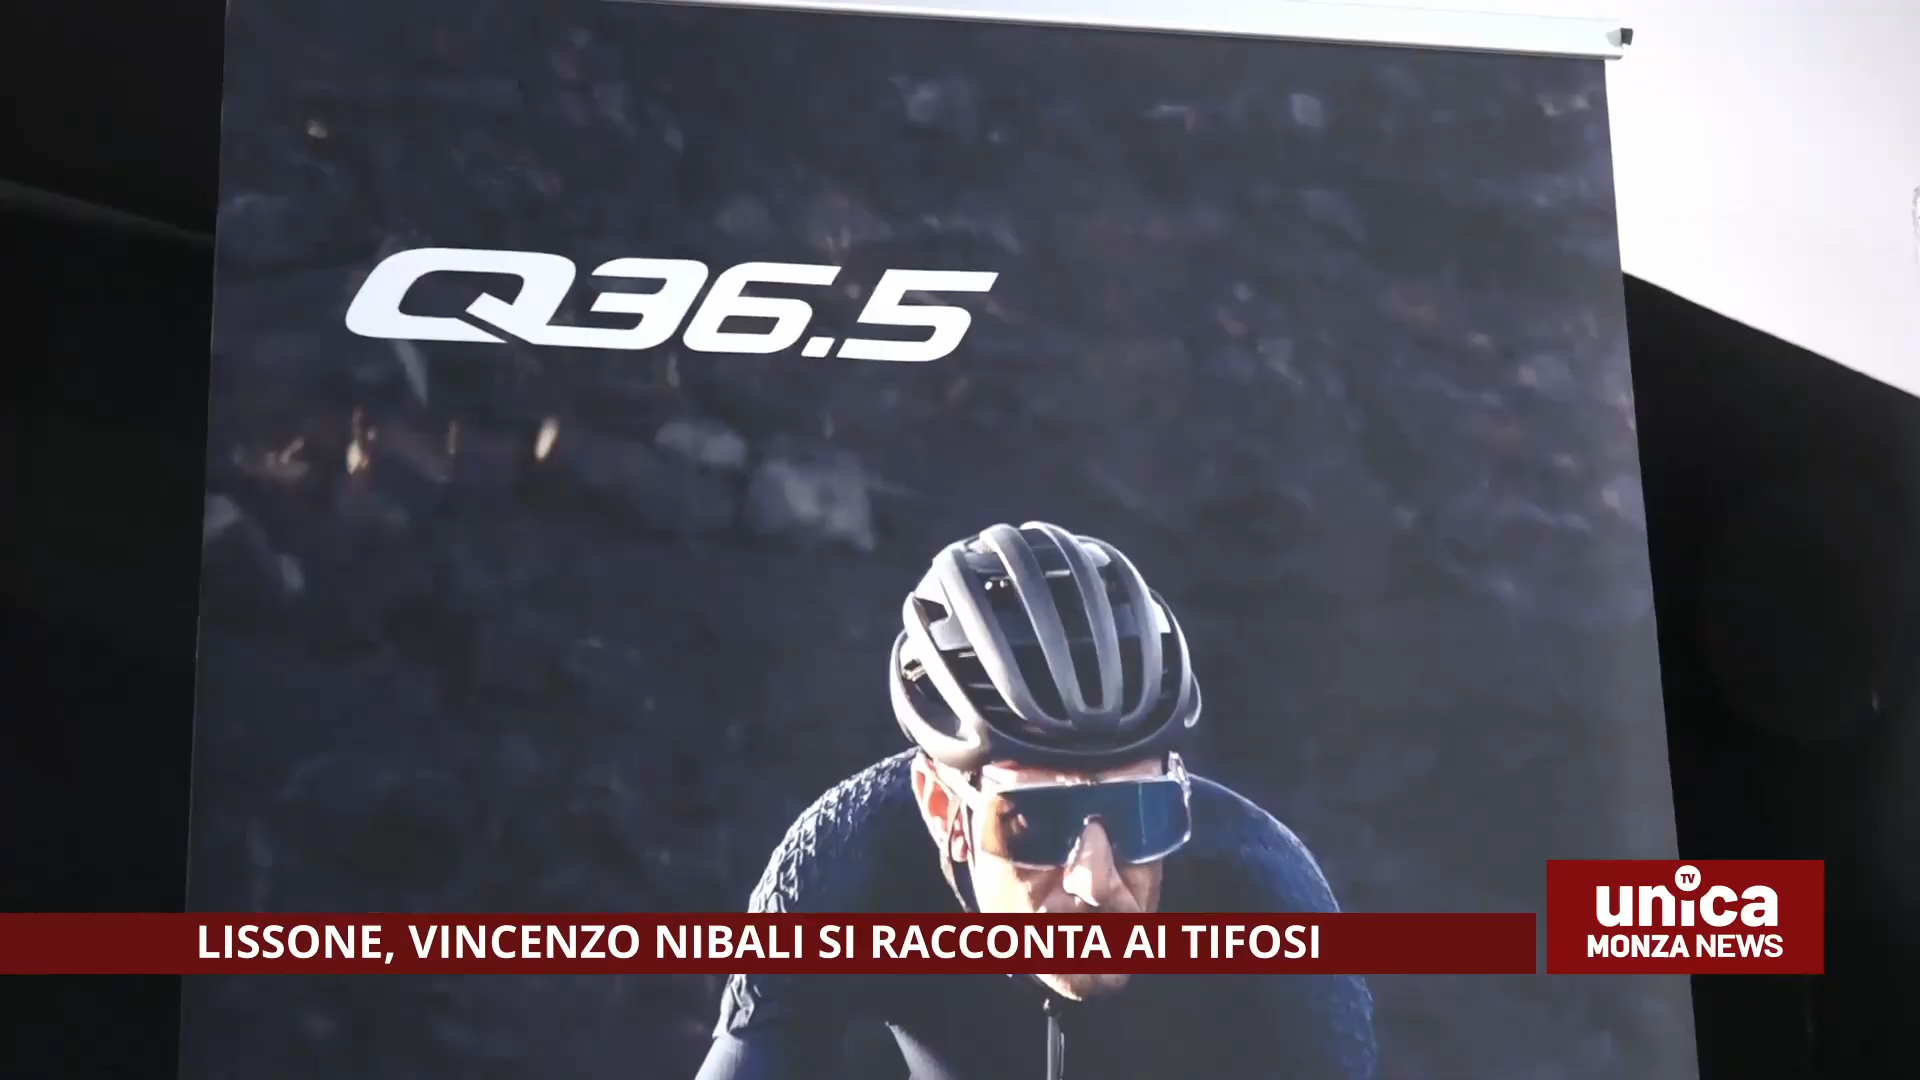 Q36.5
LISSONE, VINCENZO NIBALI SI RACCONTA AI TIFOSI
TV
unica
MONZA NEWS